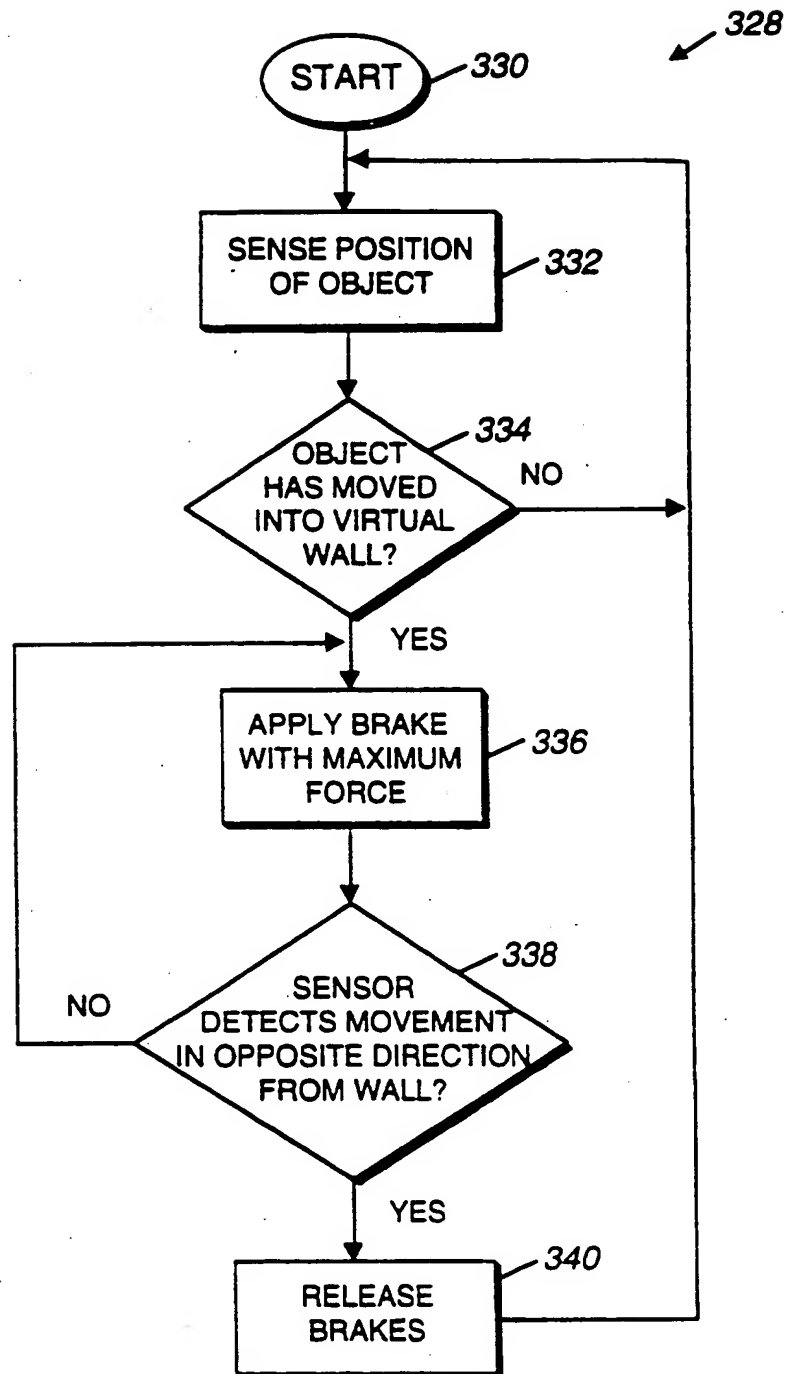 328
START
330
SENSE POSITION
OF OBJECT
332
334
OBJECT
HAS MOVED
INTO VIRTUAL
WALL?
NO
YES
APPLY BRAKE
WITH MAXIMUM
FORCE
336
338
SENSOR
DETECTS MOVEMENT
IN OPPOSITE DIRECTION
FROM WALL?
NO
YES
340
RELEASE
BRAKES